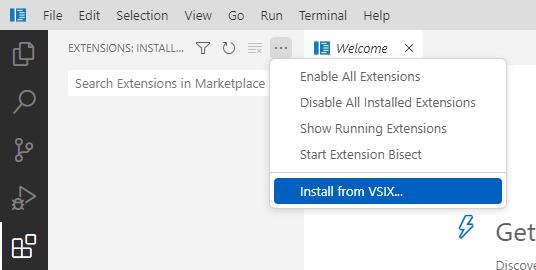 File Edit Selection View Go Run Terminal Help
EXTENSIONS: INSTALL...
Welcome
Search Extensions in Marketplace
Enable All Extensions
Disable All Installed Extensions
Show Running Extensions
Start Extension Bisect
Install from VSIX...
Get
Discove